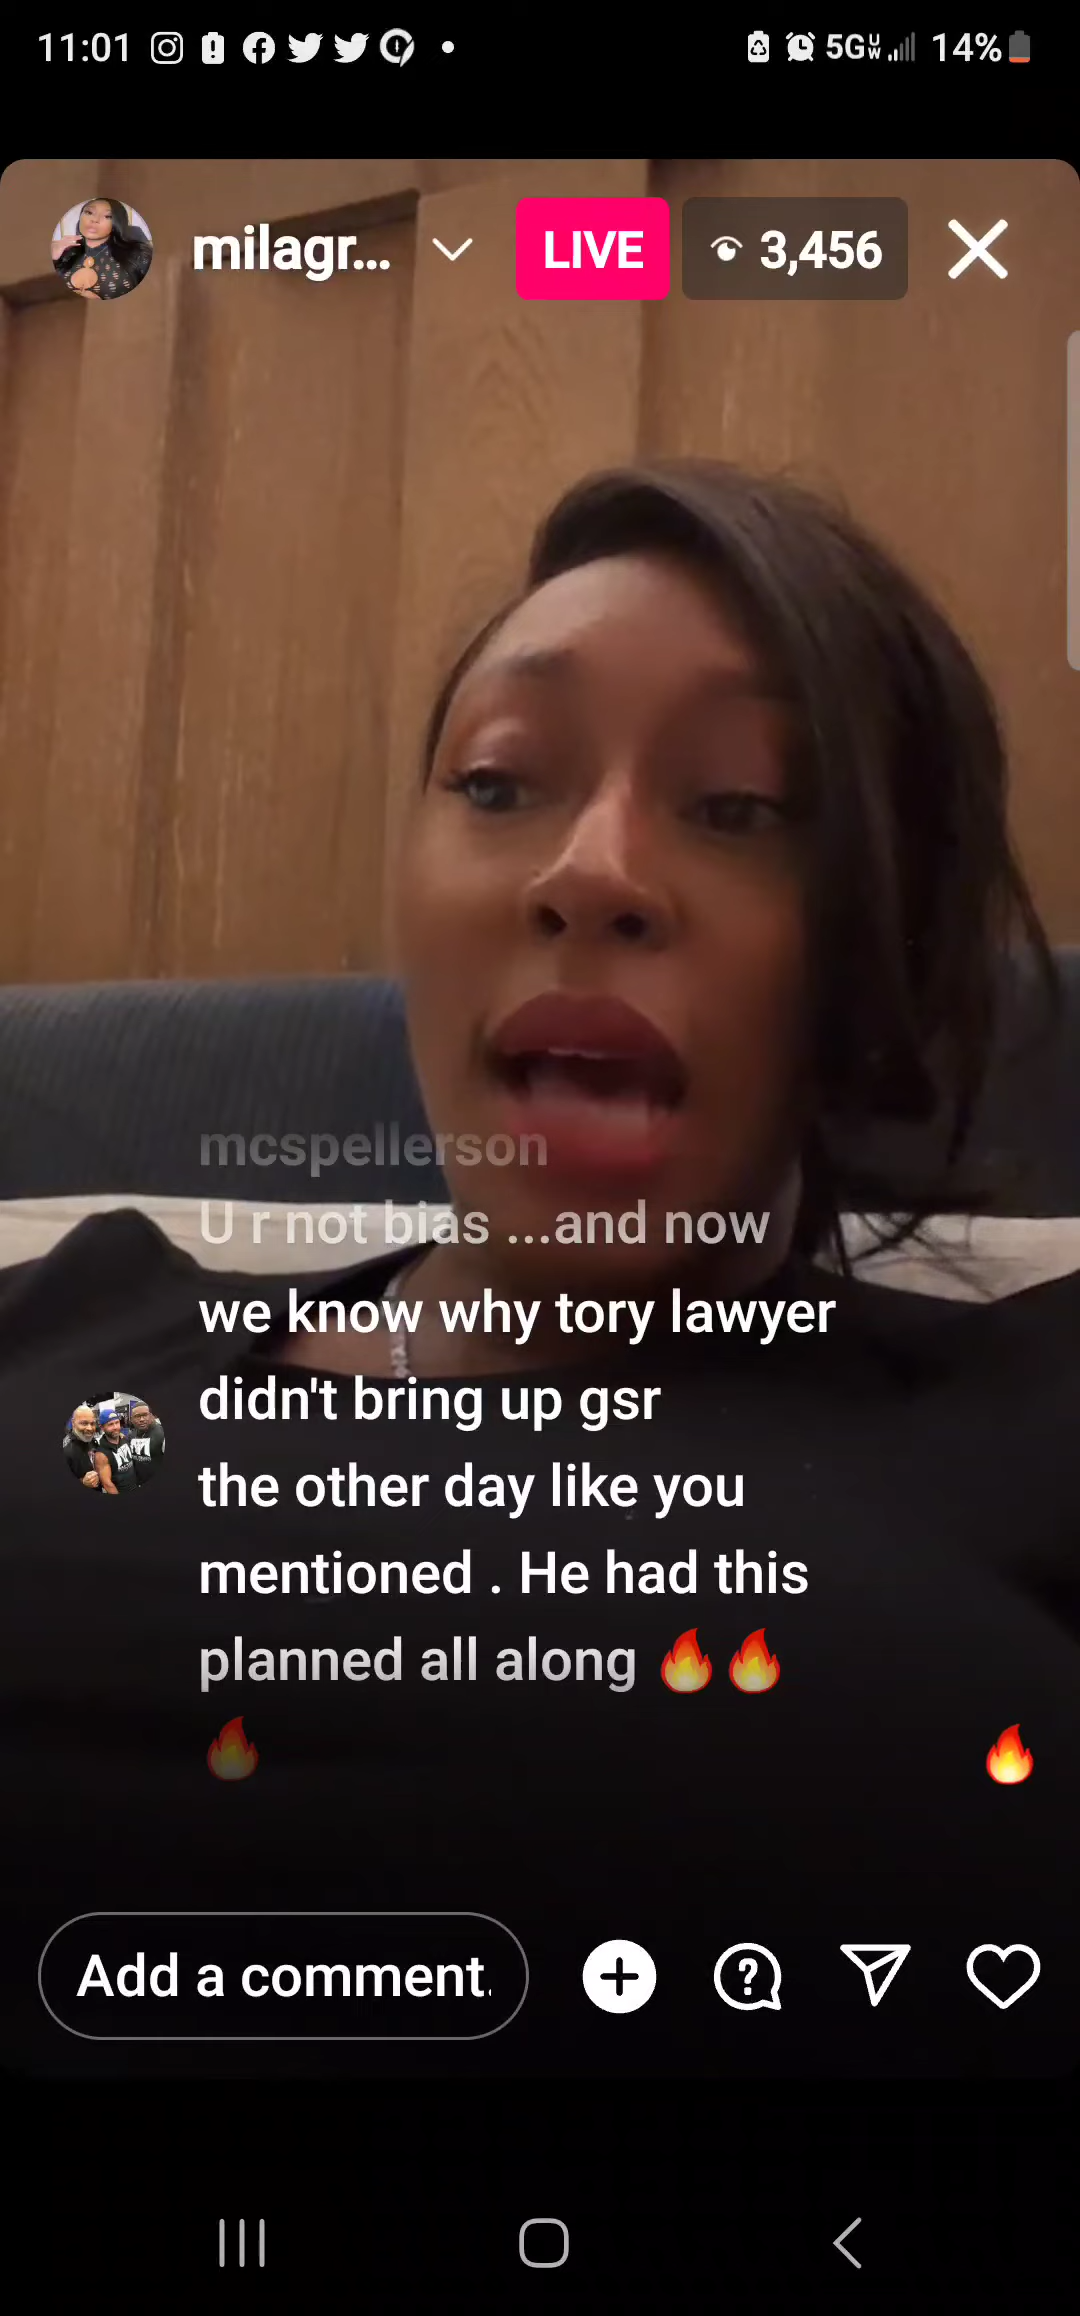 11:01
5G UW
14%
milagr...
LIVE
3,456
mcspellerson
U r not bias ...and now
we know why tory lawyer
didn't bring up gsr
the other day like you
mentioned . He had this
planned all along 🔥🔥
🔥
🔥
Add a comment.